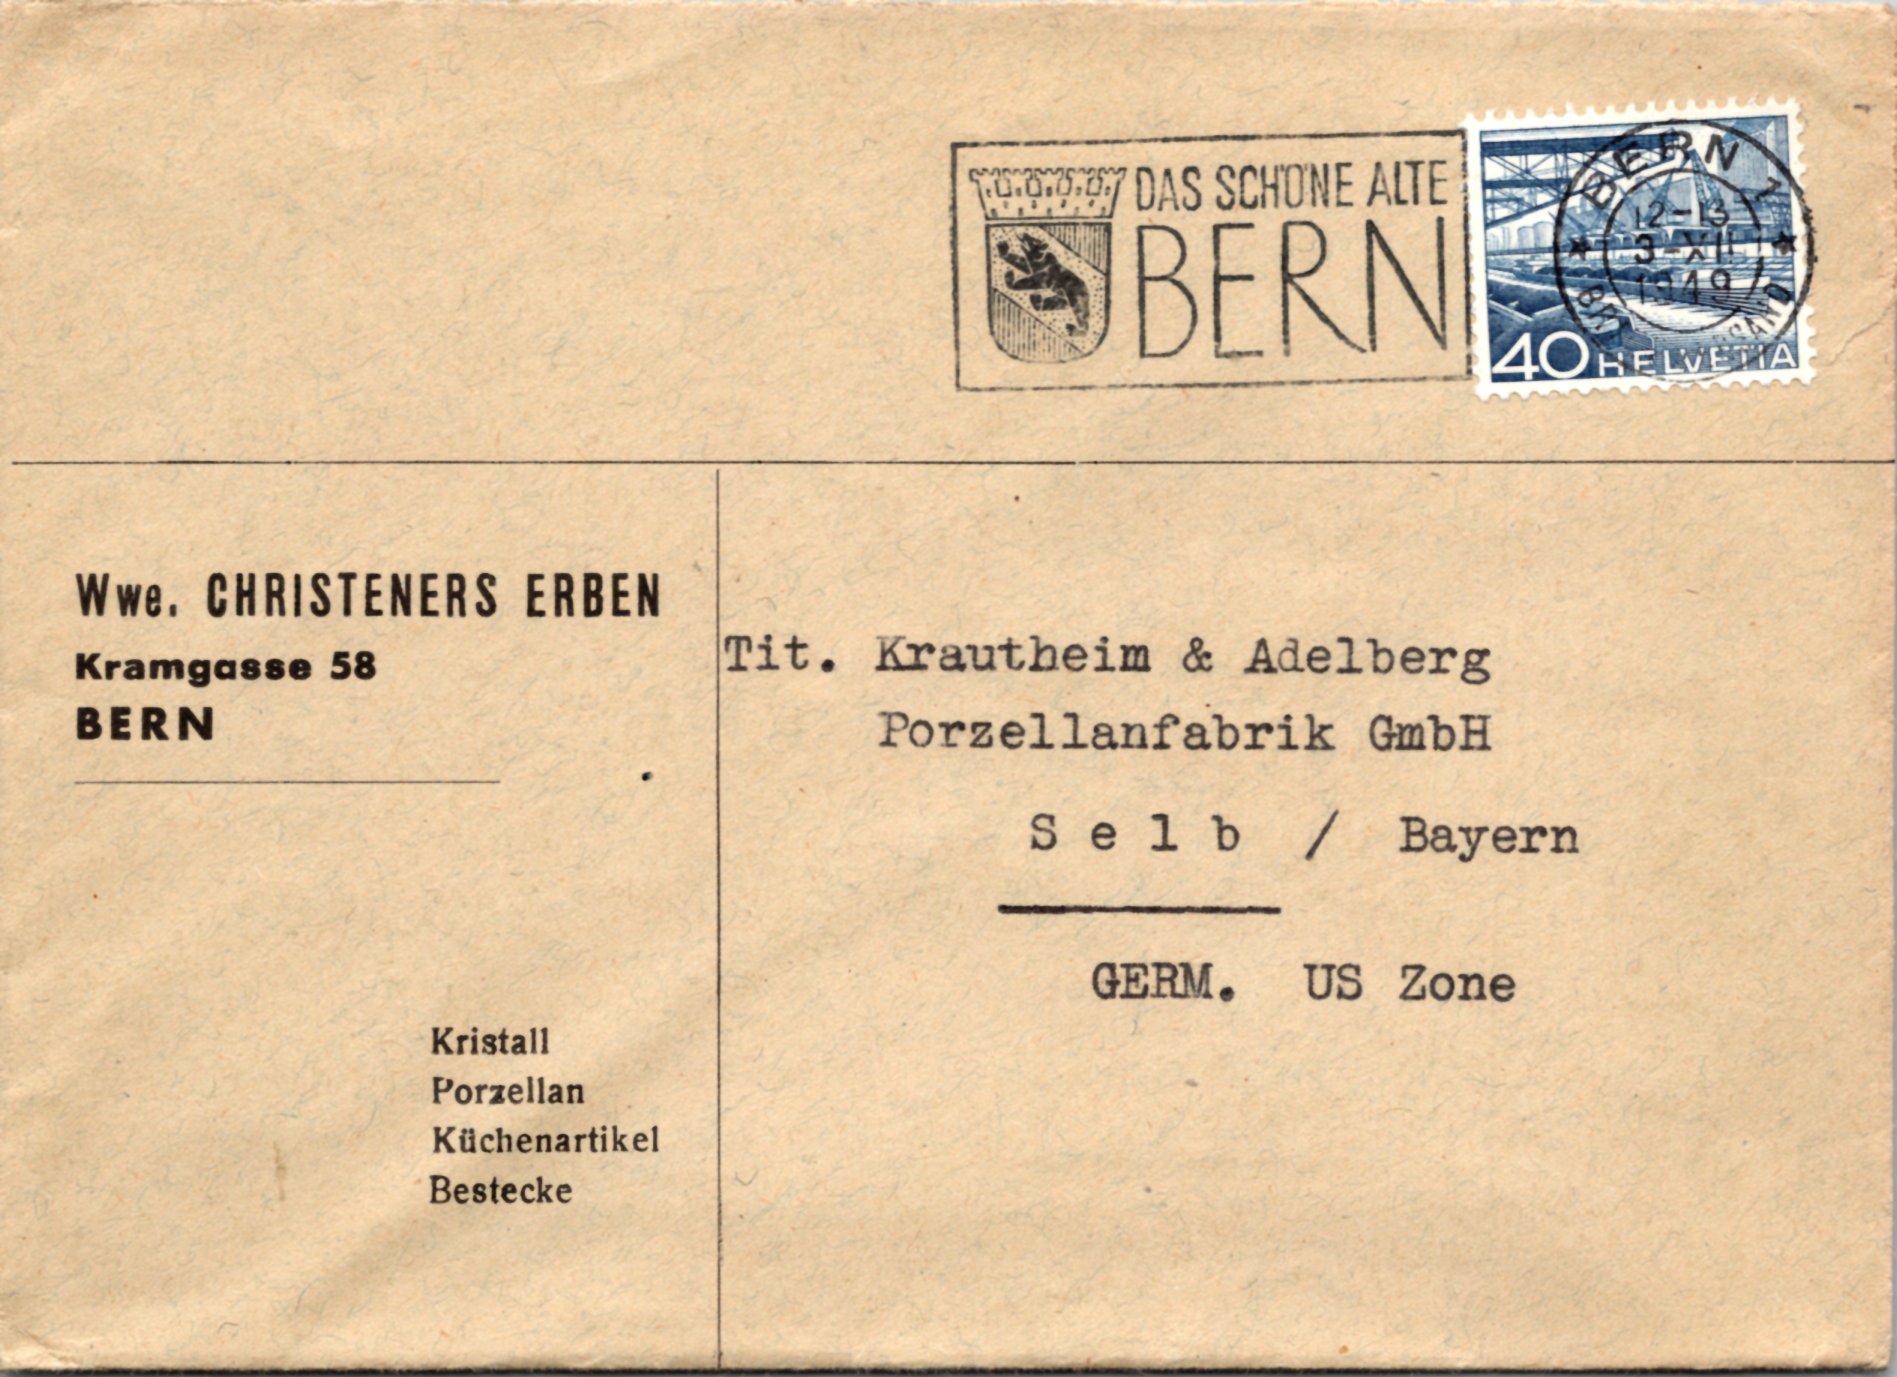 DAS SCHÖNE ALTE
BERN
BERN 1
12-13
3-XII
1949
40 HELVETIA
Wwe. CHRISTENERS ERBEN
Kramgasse 58
BERN
Kristall
Porzellan
Küchenartikel
Bestecke
Tit. Krautheim & Adelberg
Porzellanfabrik GmbH
S e l b / Bayern
GERM. US Zone